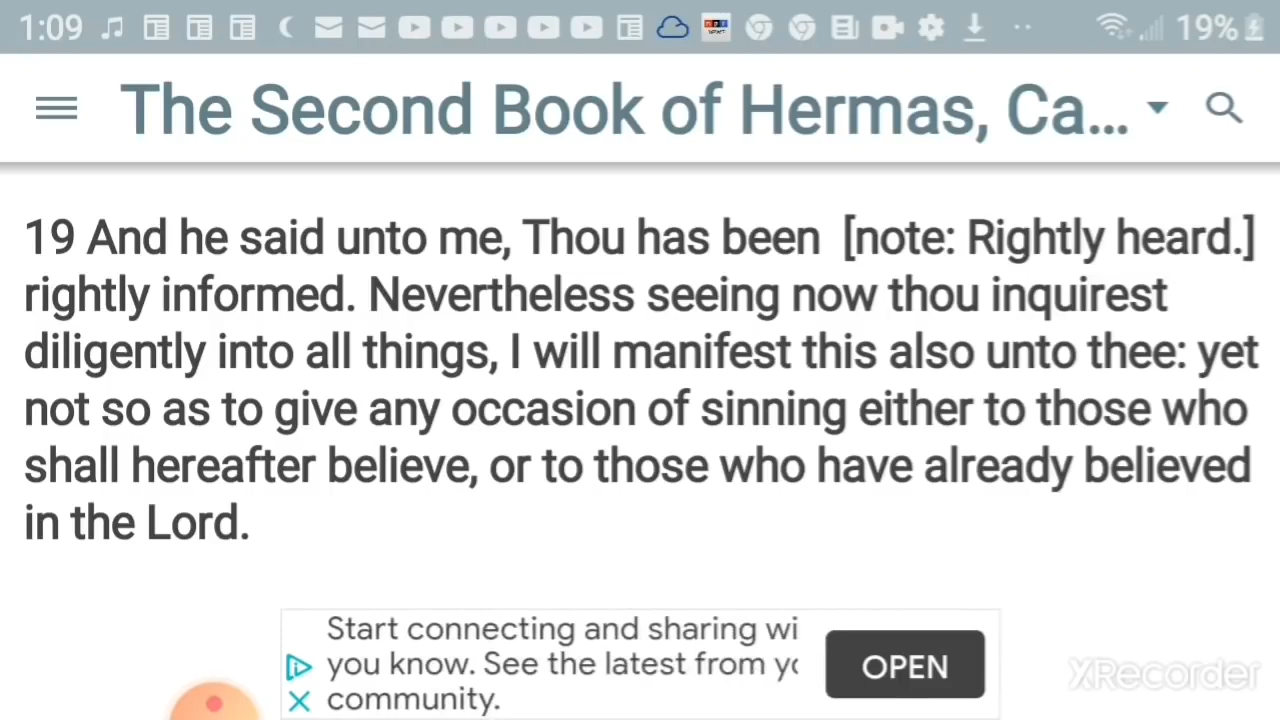 1:09 19%
The Second Book of Hermas, Ca...
19 And he said unto me, Thou has been [note: Rightly heard.]
rightly informed. Nevertheless seeing now thou inquirest
diligently into all things, I will manifest this also unto thee: yet
not so as to give any occasion of sinning either to those who
shall hereafter believe, or to those who have already believed
in the Lord.
Start connecting and sharing wi
you know. See the latest from yo
community.
OPEN
XRecorder